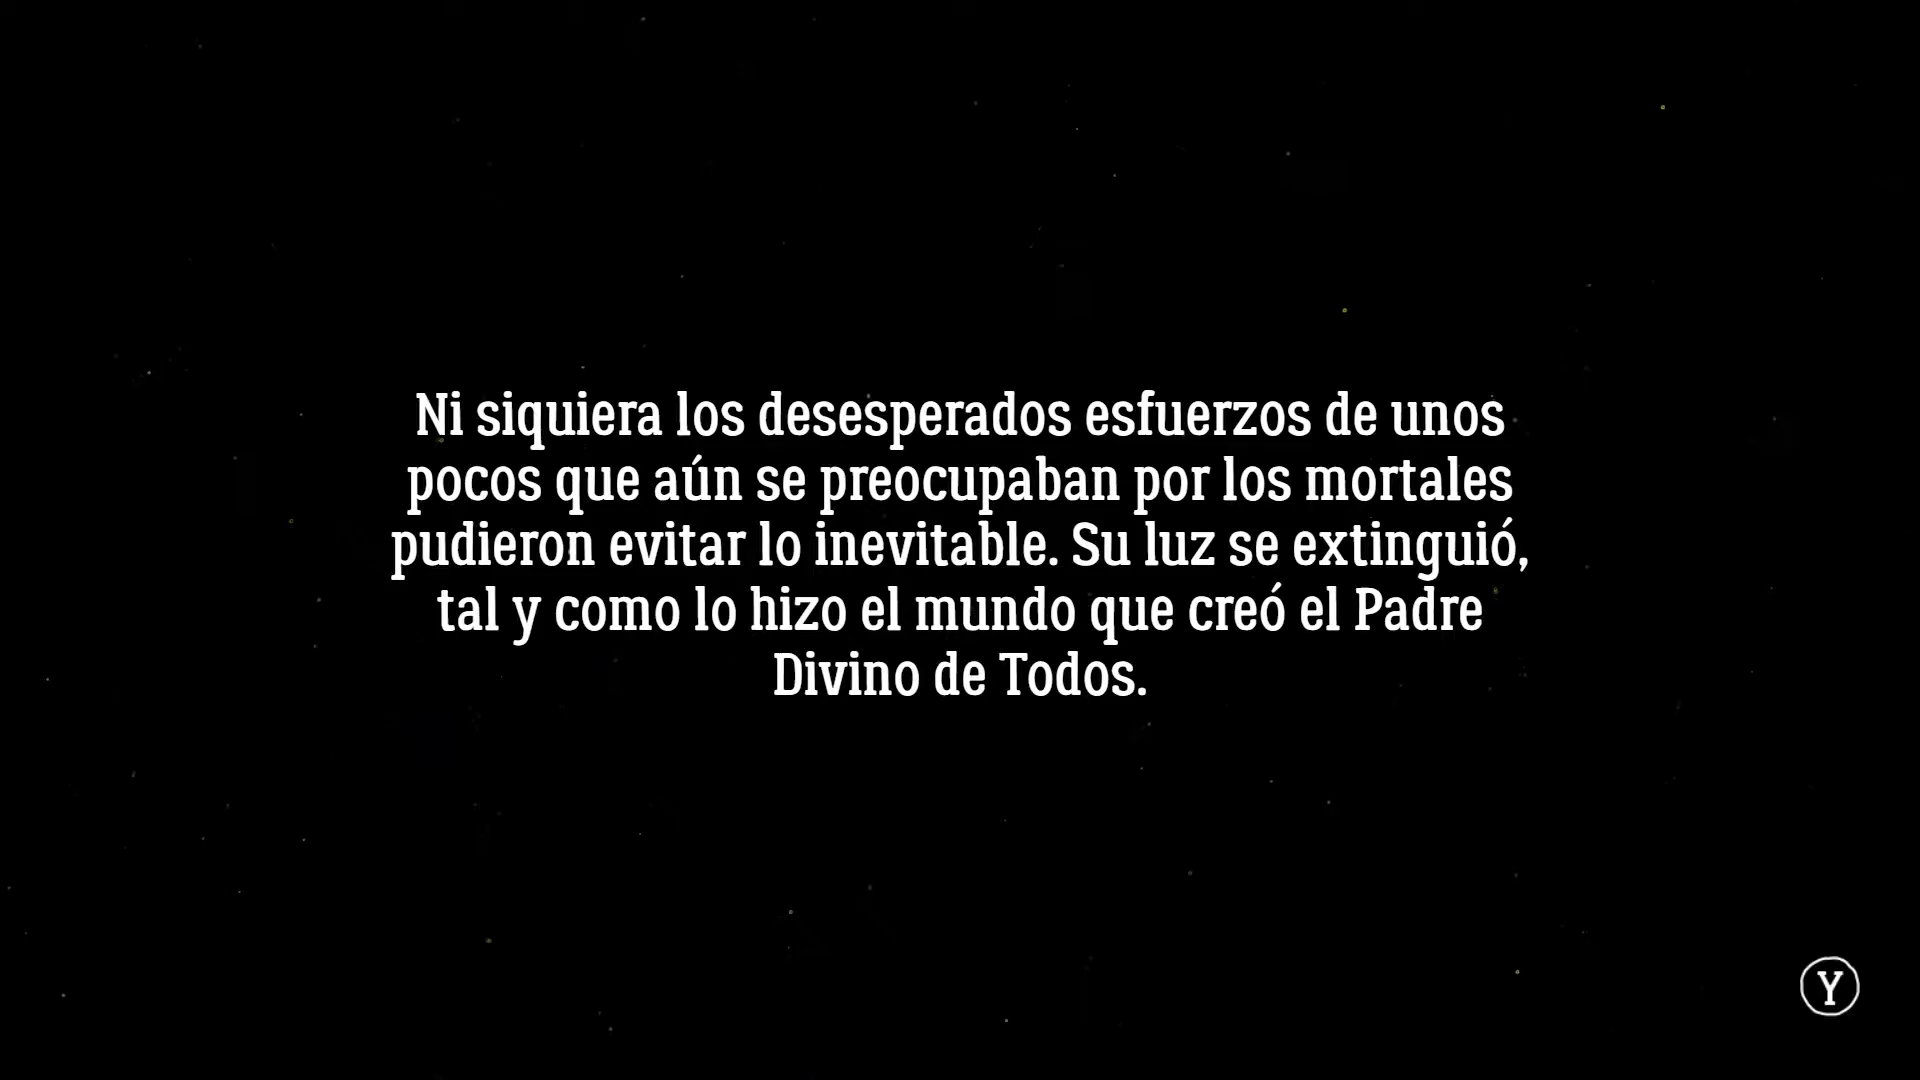 Ni siquiera los desesperados esfuerzos de unos
pocos que aún se preocupaban por los mortales
pudieron evitar lo inevitable. Su luz se extinguió,
tal y como lo hizo el mundo que creó el Padre
Divino de Todos.
Y